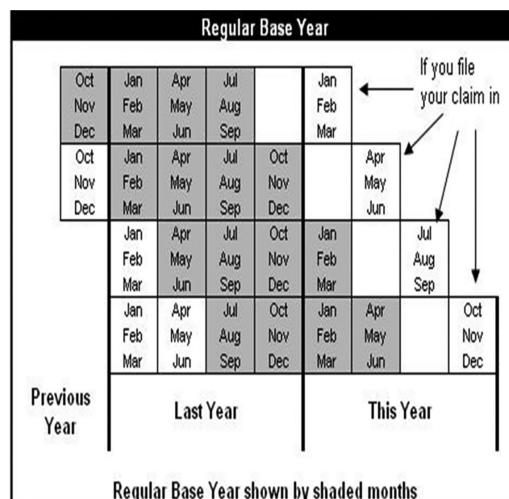 Regular Base Year
If you file
your claim in
Oct Jan Apr Jul Jan
Nov Feb May Aug Feb
Dec Mar Jun Sep Mar
Oct Jan Apr Jul Oct Apr
Nov Feb May Aug Nov May
Dec Mar Jun Sep Dec Jun
Jan Apr Jul Oct Jan Jul
Feb May Aug Nov Feb Aug
Mar Jun Sep Dec Mar Sep
Jan Apr Jul Oct Jan Apr Oct
Feb May Aug Nov Feb May Nov
Mar Jun Sep Dec Mar Jun Dec
Previous
Year
Last Year
This Year
Regular Base Year shown by shaded months